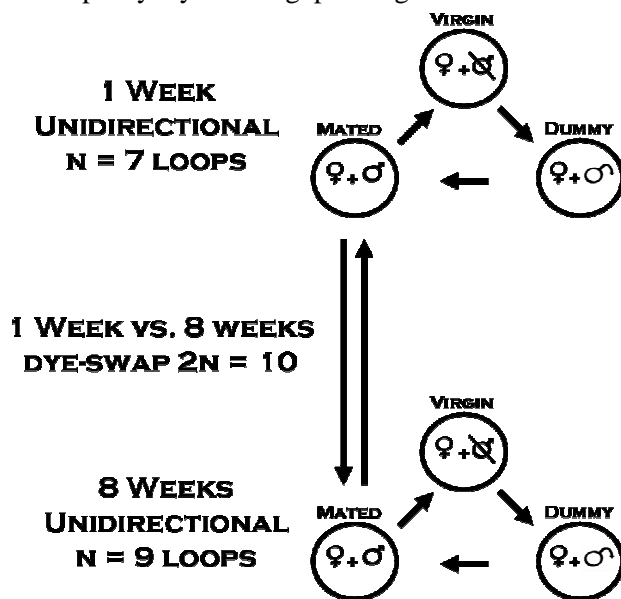 VIRGIN
1 WEEK
UNIDIRECTIONAL
N = 7 LOOPS
MATED
DUMMY
1 WEEK VS. 8 WEEKS
DYE-SWAP 2N = 10
VIRGIN
8 WEEKS
UNIDIRECTIONAL
N = 9 LOOPS
MATED
DUMMY